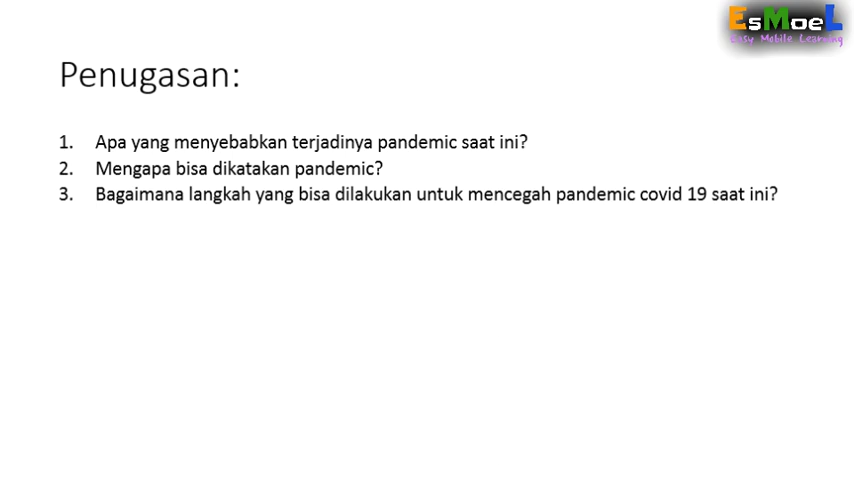 EsMoeL
Easy Mobile Learning
Penugasan:
1. Apa yang menyebabkan terjadinya pandemic saat ini?
2. Mengapa bisa dikatakan pandemic?
3. Bagaimana langkah yang bisa dilakukan untuk mencegah pandemic covid 19 saat ini?